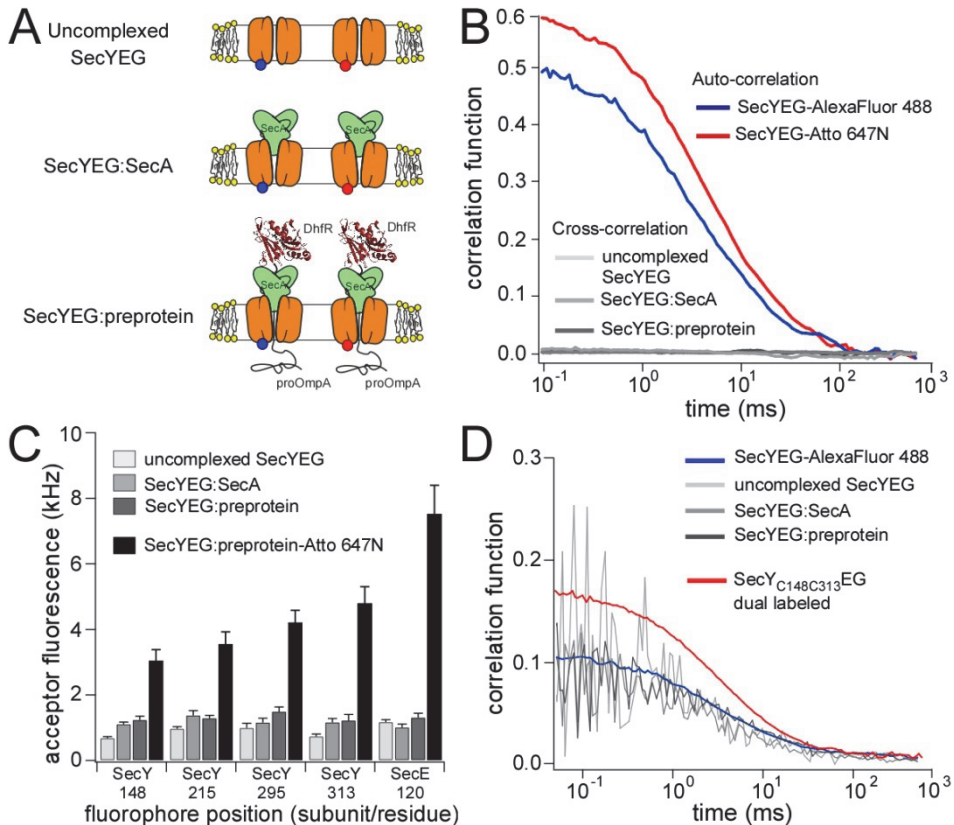 A
Uncomplexed
SecYEG
SecA
SecA
SecYEG:SecA
DhfR
DhfR
SecA
SecA
SecYEG:preprotein
proOmpA
proOmpA
B
0.6
0.5
0.4
0.3
0.2
0.1
0.0
correlation function
Auto-correlation
SecYEG-AlexaFluor 488
SecYEG-Atto 647N
Cross-correlation
uncomplexed
SecYEG
SecYEG:SecA
SecYEG:preprotein
10-1
100
101
102
103
time (ms)
C
10
8
6
4
2
0
acceptor fluorescence (kHz)
uncomplexed SecYEG
SecYEG:SecA
SecYEG:preprotein
SecYEG:preprotein-Atto 647N
SecY SecY SecY SecY SecE
148 215 295 313 120
fluorophore position (subunit/residue)
D
0.3
0.2
0.1
0.0
correlation function
SecYEG-AlexaFluor 488
uncomplexed SecYEG
SecYEG:SecA
SecYEG:preprotein
SecYC148C313EG
dual labeled
10-1
100
101
102
103
time (ms)